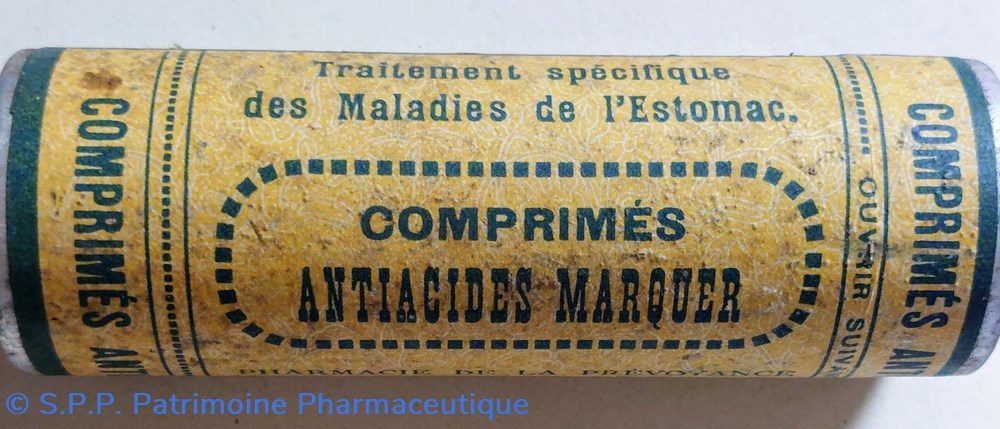 Traitement spécifique
des Maladies de l'Estomac.
COMPRIMÉS
ANTIACIDES MARQUER
PHARMACIE DE LA PRÉVOYANCE
COMPRIMÉS
OUVRIR
COMPRIMÉS
© S.P.P. Patrimoine Pharmaceutique